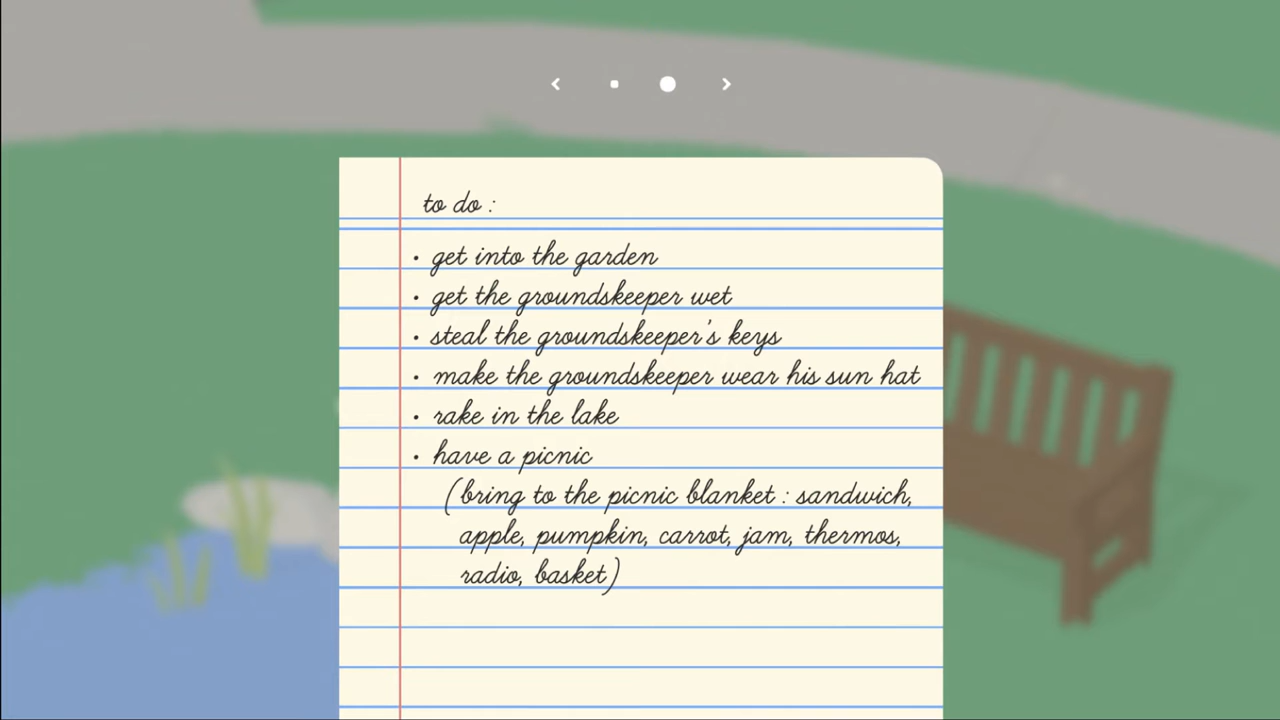 to do :
• get into the garden
• get the groundskeeper wet
• steal the groundskeeper's keys
• make the groundskeeper wear his sun hat
• rake in the lake
• have a picnic
(bring to the picnic blanket : sandwich,
apple, pumpkin, carrot, jam, thermos,
radio, basket)